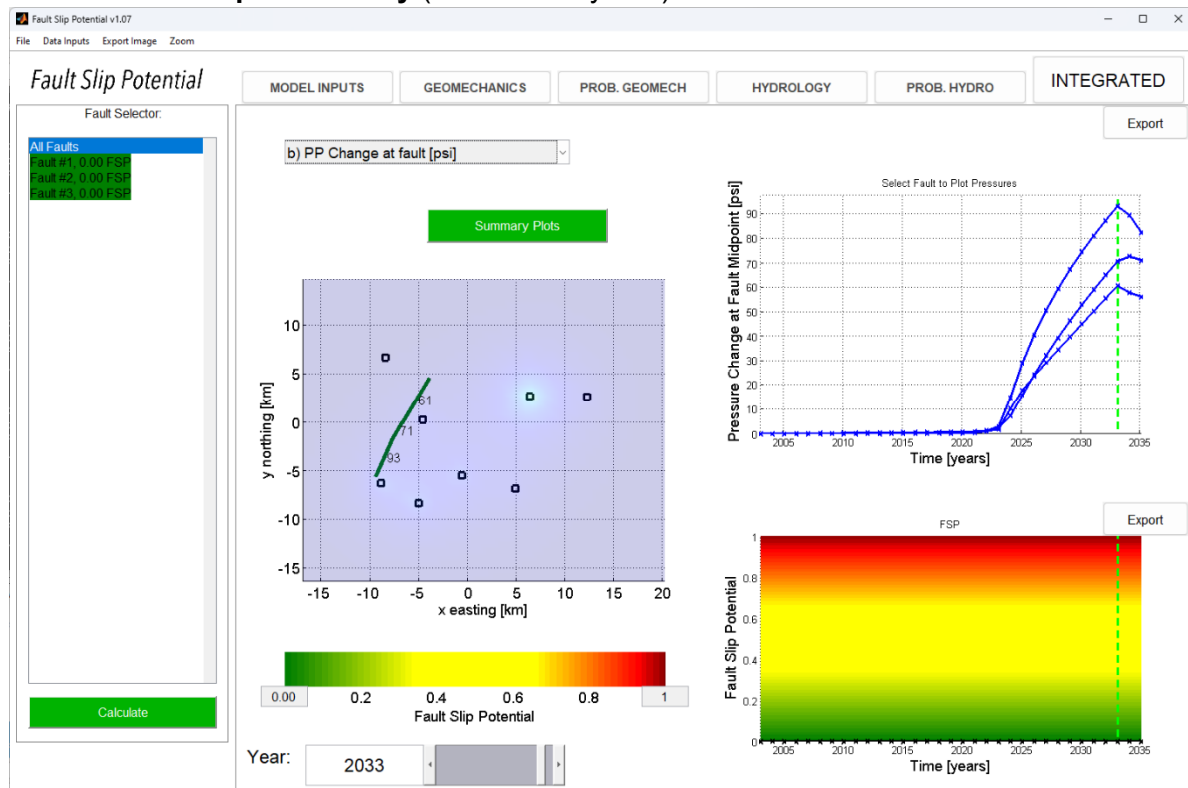 Fault Slip Potential v1.07
File Data Inputs Export Image Zoom
Fault Slip Potential
MODEL INPUTS GEOMECHANICS PROB. GEOMECH HYDROLOGY PROB. HYDRO INTEGRATED
Fault Selector:
All Faults
Fault #1, 0.00 FSP
Fault #2, 0.00 FSP
Fault #3, 0.00 FSP
Calculate
Export
b) PP Change at fault [psi]
Summary Plots
10
5
0
-5
-10
-15
y northing [km]
61
71
93
-15 -10 -5 0 5 10 15 20
x easting [km]
0.00 0.2 0.4 0.6 0.8 1
Fault Slip Potential
Year: 2033
Select Fault to Plot Pressures
Pressure Change at Fault Midpoint [psi]
90
80
70
60
50
40
30
20
10
0
2005 2010 2015 2020 2025 2030 2035
Time [years]
Export
FSP
Fault Slip Potential
1
0.8
0.6
0.4
0.2
0
2005 2010 2015 2020 2025 2030 2035
Time [years]